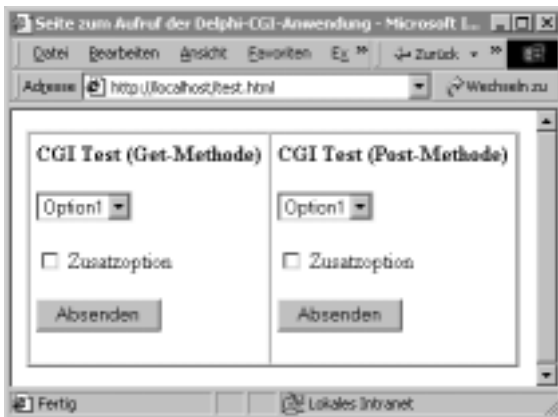 Seite zum Aufruf der Delphi-CGI-Anwendung - Microsoft I...
Datei Bearbeiten Ansicht Favoriten Ex » Zurück »
Adresse http://localhost/test.html Wechseln zu
CGI Test (Get-Methode) CGI Test (Post-Methode)
Option1 Option1
Zusatzoption Zusatzoption
Absenden Absenden
Fertig Lokales Intranet